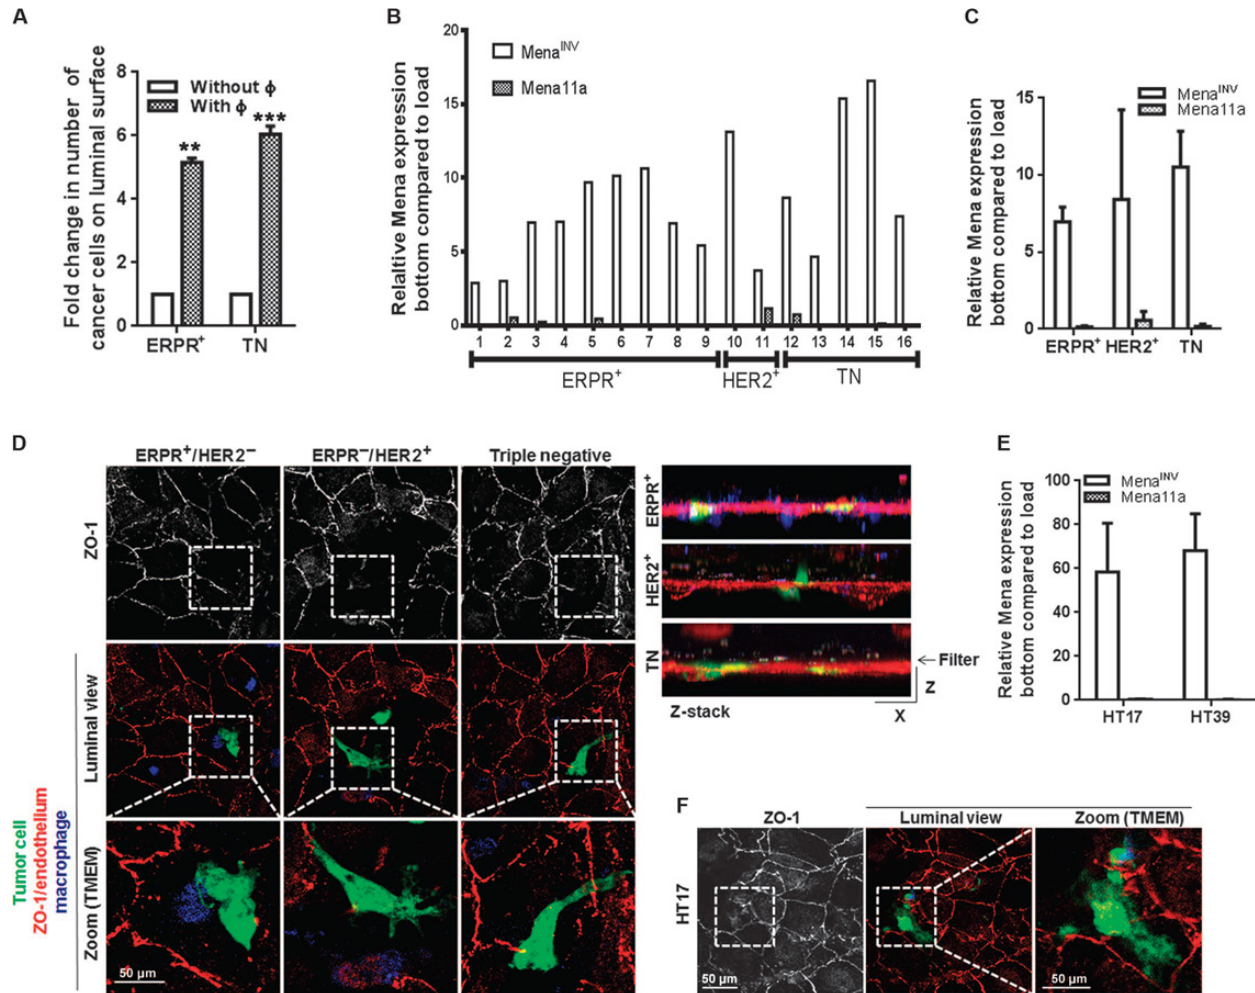 A
Fold change in number of
cancer cells on luminal surface
8
6
4
2
0
Without ϕ
With ϕ
**
***
ERPR⁺
TN
B
Relaltive Mena expression
bottom compared to load
20
15
10
5
0
Menaᴵᴺⱽ
Mena11a
1 2 3 4 5 6 7 8 9 10 11 12 13 14 15 16
ERPR⁺
HER2⁺
TN
C
Relative Mena expression
bottom compared to load
15
10
5
0
Menaᴵᴺⱽ
Mena11a
ERPR⁺ HER2⁺ TN
D
ERPR⁺/HER2⁻
ERPR⁻/HER2⁺
Triple negative
ZO-1
Luminal view
Zoom (TMEM)
Tumor cell
ZO-1/endothelium
macrophage
50 µm
ERPR⁺
HER2⁺
TN
Filter
Z
X
Z-stack
E
Relative Mena expression
bottom compared to load
100
80
60
40
20
0
Menaᴵᴺⱽ
Mena11a
HT17
HT39
F
ZO-1
Luminal view
Zoom (TMEM)
HT17
50 µm
50 µm